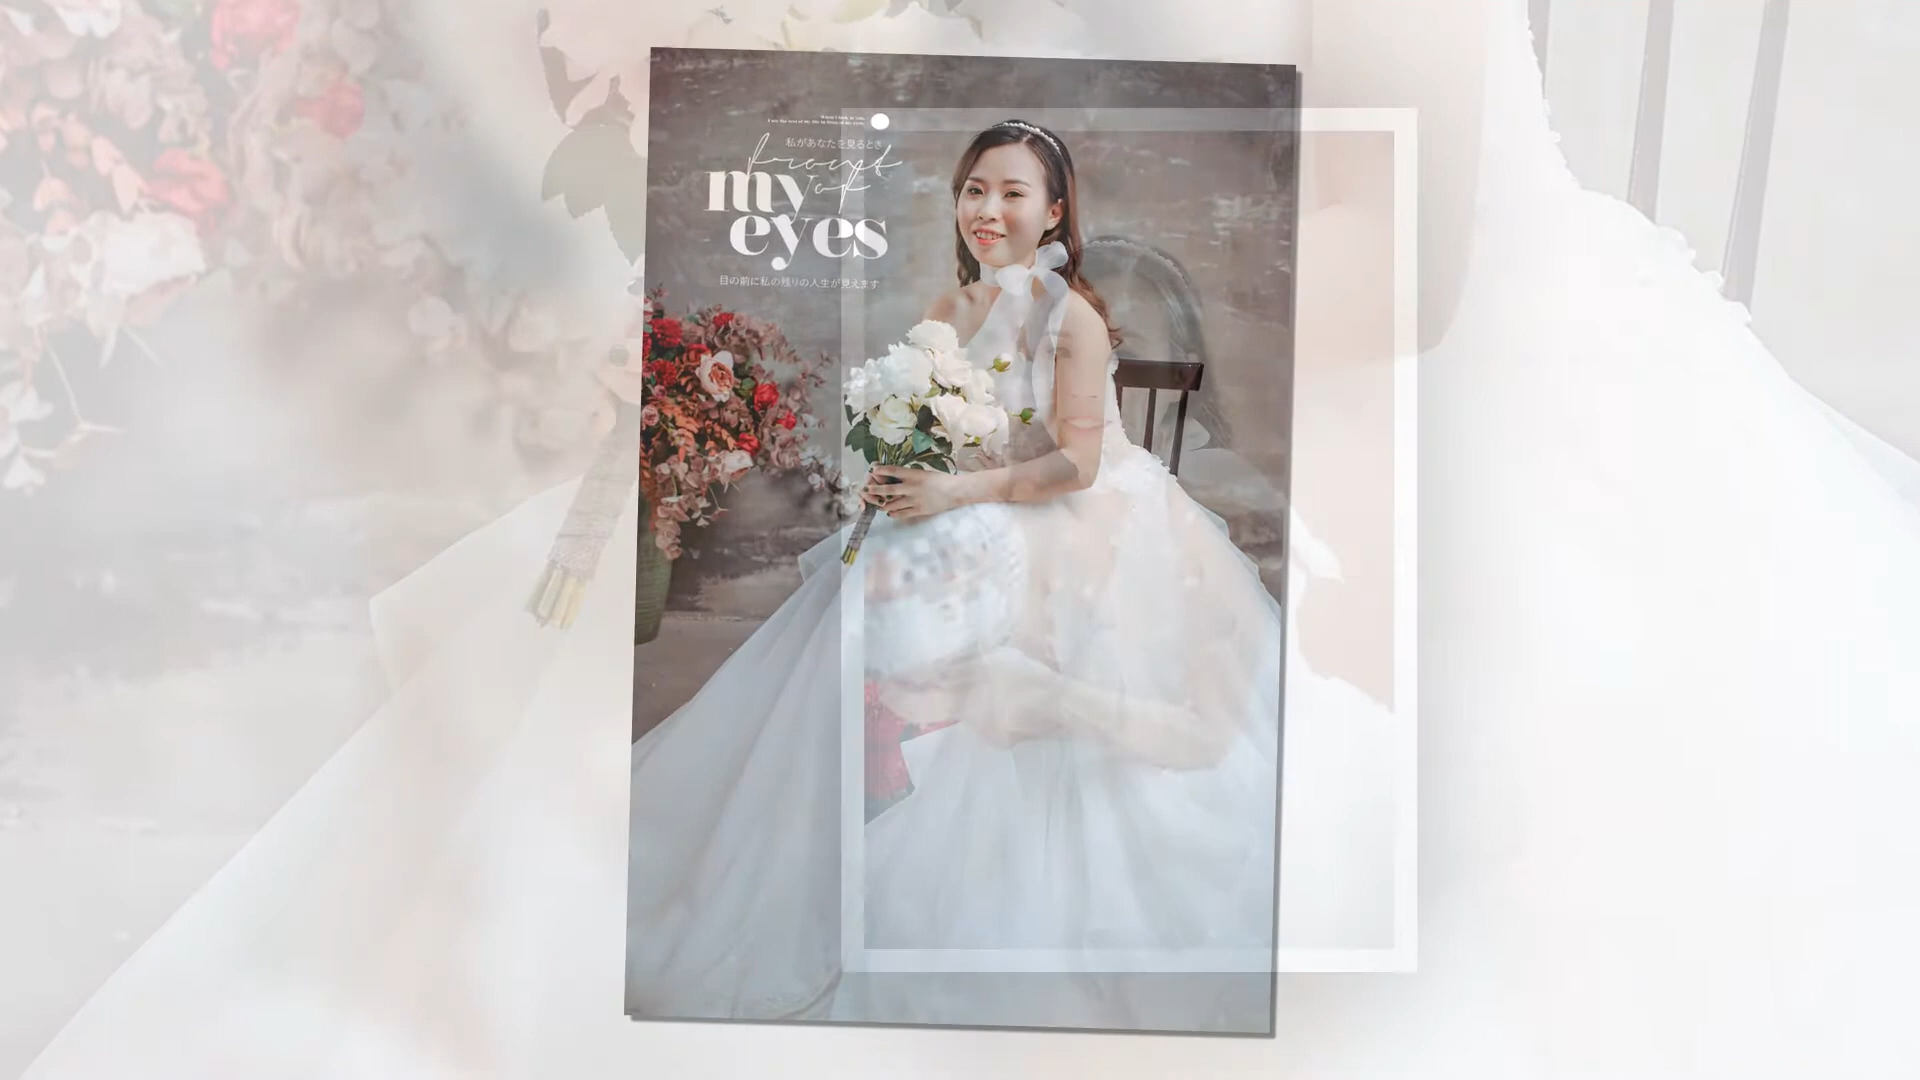 私があなたを見るとき
front
my of
eyes
目の前に私の残りの人生が見えます